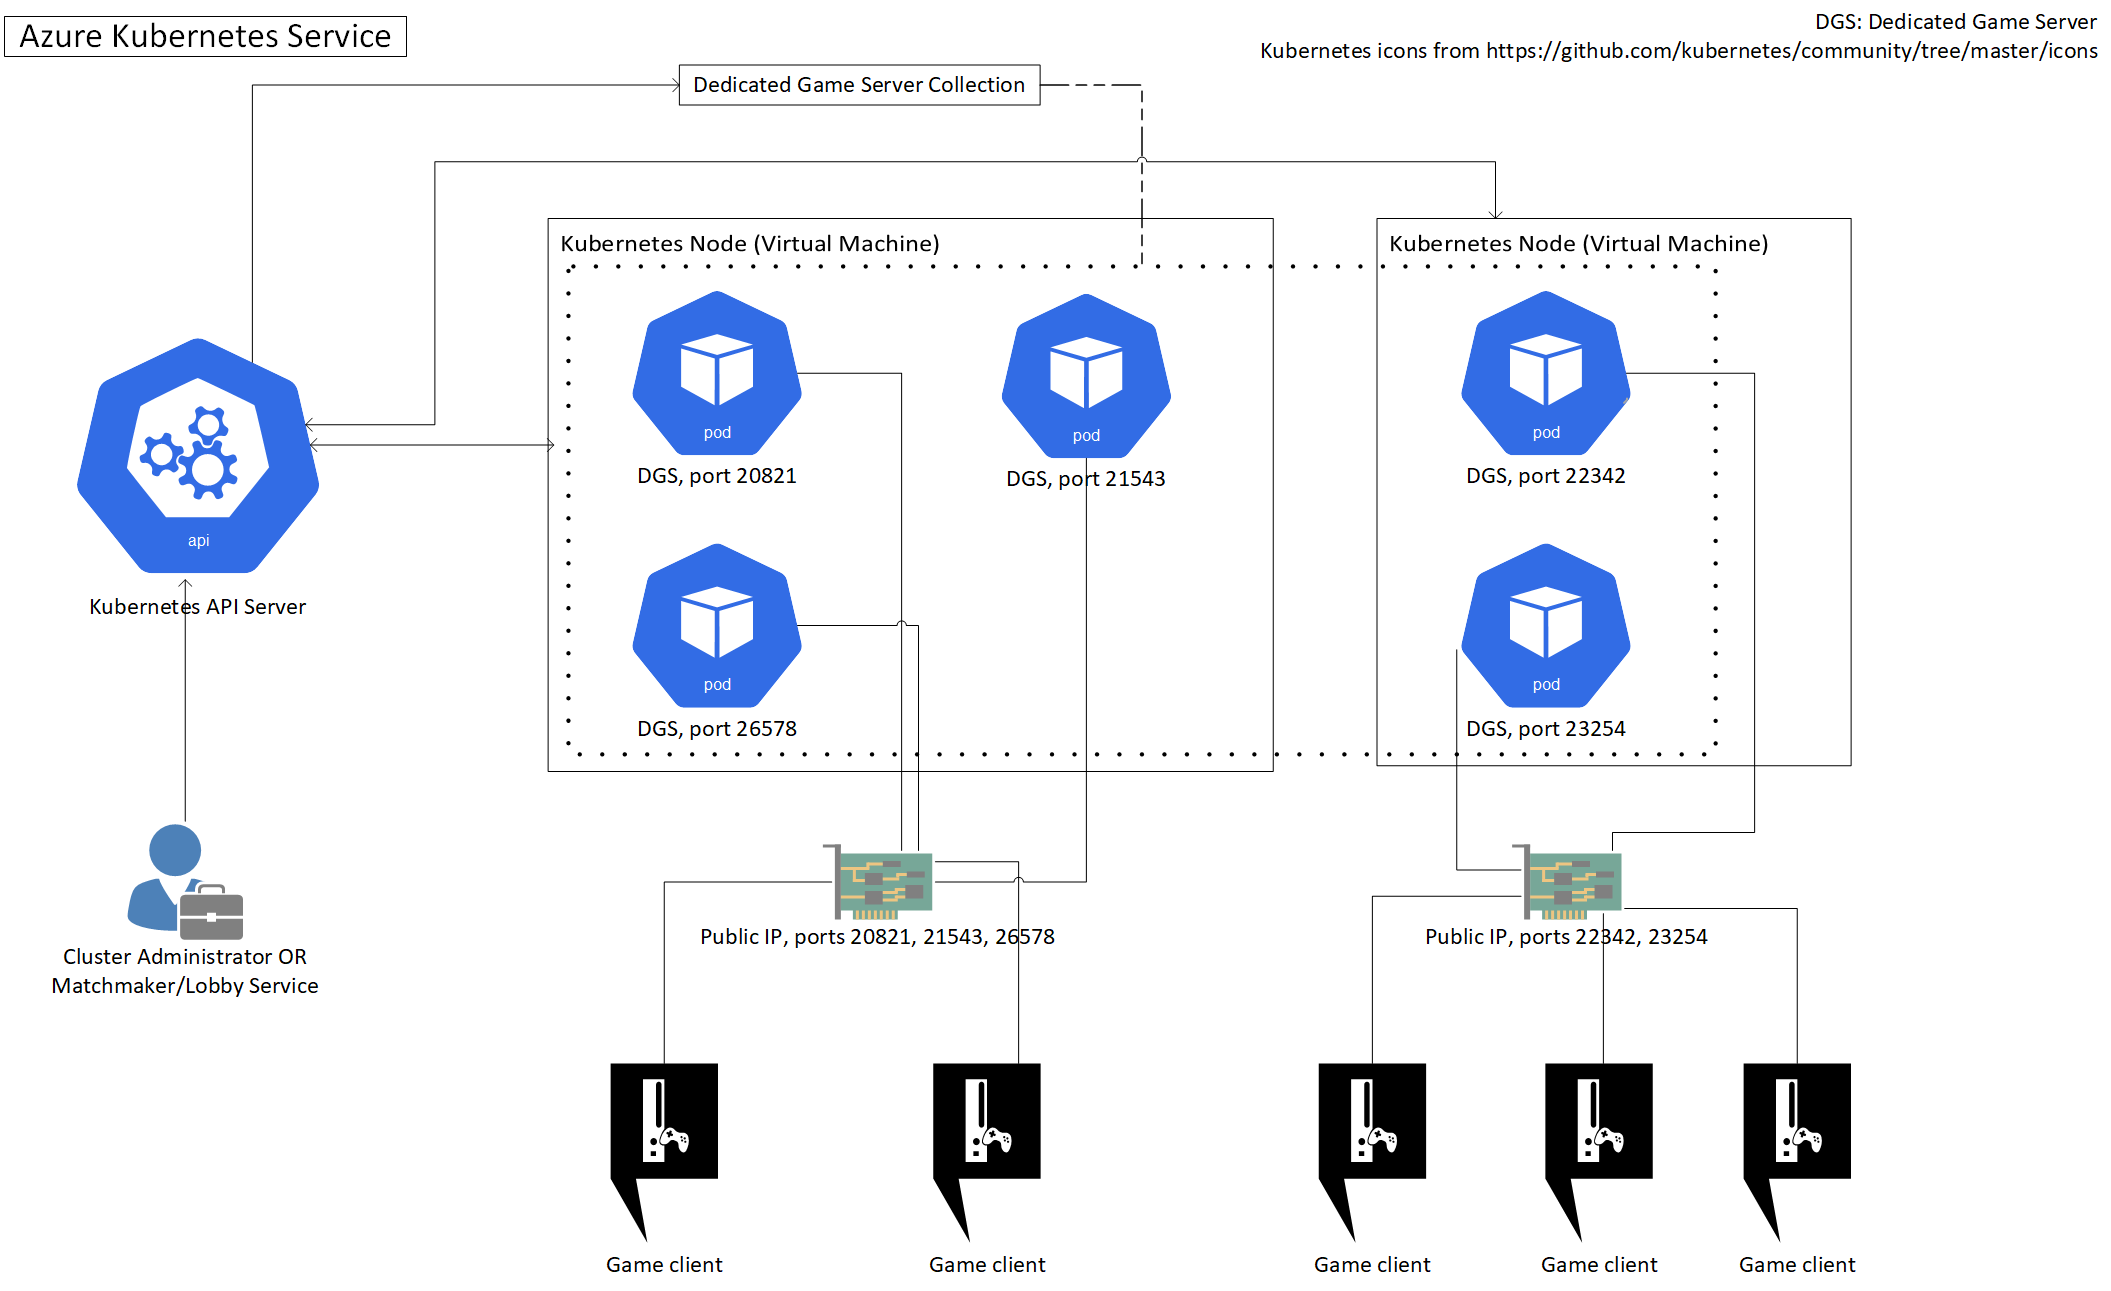 Azure Kubernetes Service
DGS: Dedicated Game Server
Kubernetes icons from https://github.com/kubernetes/community/tree/master/icons
Dedicated Game Server Collection
Kubernetes Node (Virtual Machine)
Kubernetes Node (Virtual Machine)
pod
DGS, port 20821
pod
DGS, port 21543
pod
DGS, port 22342
api
Kubernetes API Server
pod
DGS, port 26578
pod
DGS, port 23254
Cluster Administrator OR
Matchmaker/Lobby Service
Public IP, ports 20821, 21543, 26578
Public IP, ports 22342, 23254
Game client
Game client
Game client
Game client
Game client